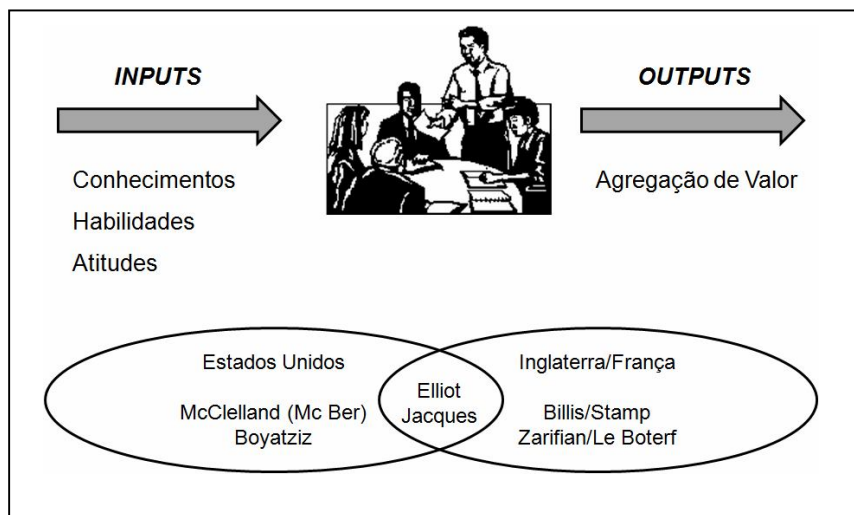 INPUTS
OUTPUTS
Conhecimentos
Habilidades
Atitudes
Agregação de Valor
Estados Unidos
McClelland (Mc Ber)
Boyatziz
Elliot
Jacques
Inglaterra/França
Billis/Stamp
Zarifian/Le Boterf